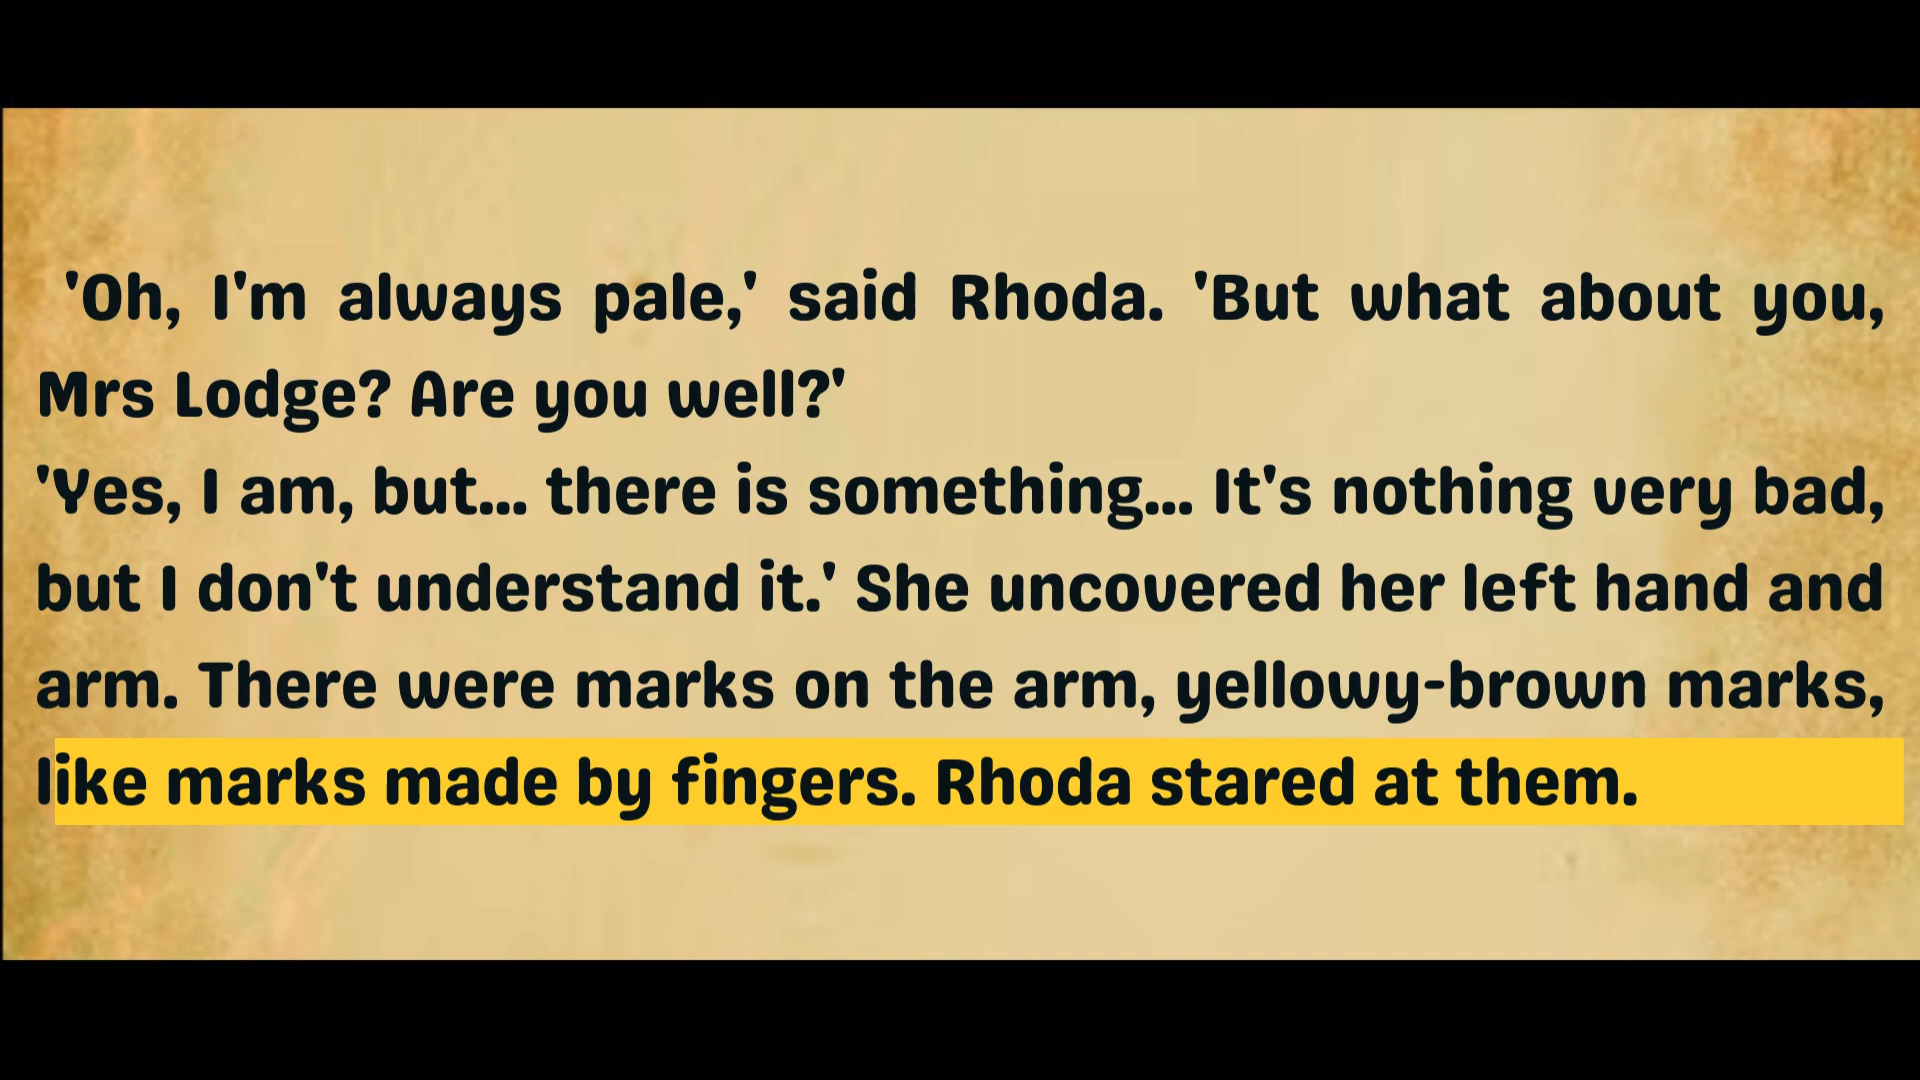 'Oh, I'm always pale,' said Rhoda. 'But what about you,
Mrs Lodge? Are you well?'
'Yes, I am, but... there is something... It's nothing very bad,
but I don't understand it.' She uncovered her left hand and
arm. There were marks on the arm, yellowy-brown marks,
like marks made by fingers. Rhoda stared at them.